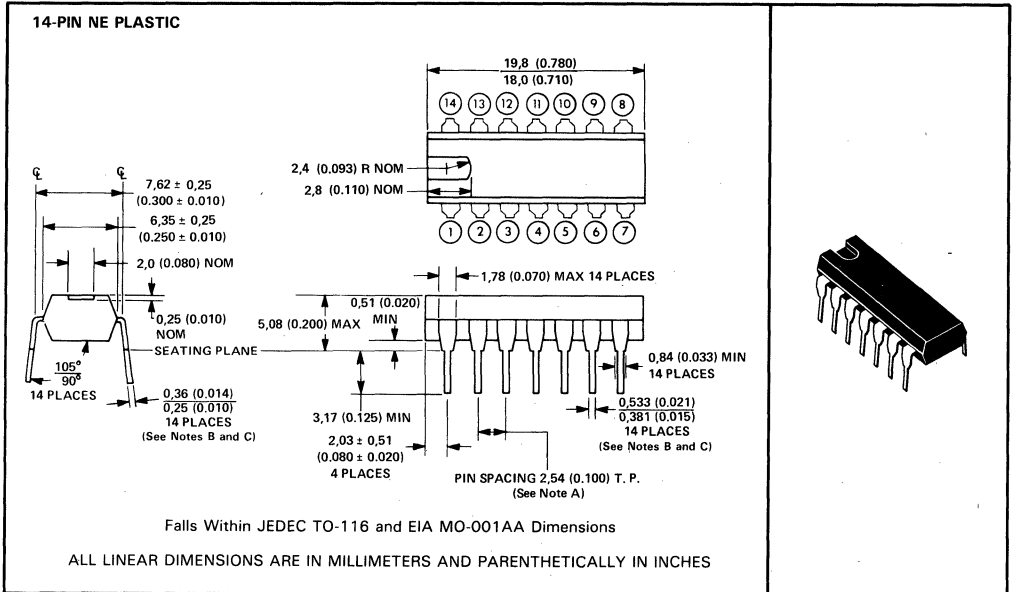 14-PIN NE PLASTIC
19,8 (0.780)
18,0 (0.710)
14 13 12 11 10 9 8
2,4 (0.093) R NOM
2,8 (0.110) NOM
1 2 3 4 5 6 7
℄ ℄
7,62 ± 0,25
(0.300 ± 0.010)
6,35 ± 0,25
(0.250 ± 0.010)
2,0 (0.080) NOM
0,25 (0.010)
NOM
SEATING PLANE
105°
90°
14 PLACES
0,36 (0.014)
0,25 (0.010)
14 PLACES
(See Notes B and C)
1,78 (0.070) MAX 14 PLACES
0,51 (0.020)
MIN
5,08 (0.200) MAX
0,84 (0.033) MIN
14 PLACES
3,17 (0.125) MIN
0,533 (0.021)
0,381 (0.015)
14 PLACES
(See Notes B and C)
2,03 ± 0,51
(0.080 ± 0.020)
4 PLACES
PIN SPACING 2,54 (0.100) T. P.
(See Note A)
Falls Within JEDEC TO-116 and EIA MO-001AA Dimensions
ALL LINEAR DIMENSIONS ARE IN MILLIMETERS AND PARENTHETICALLY IN INCHES